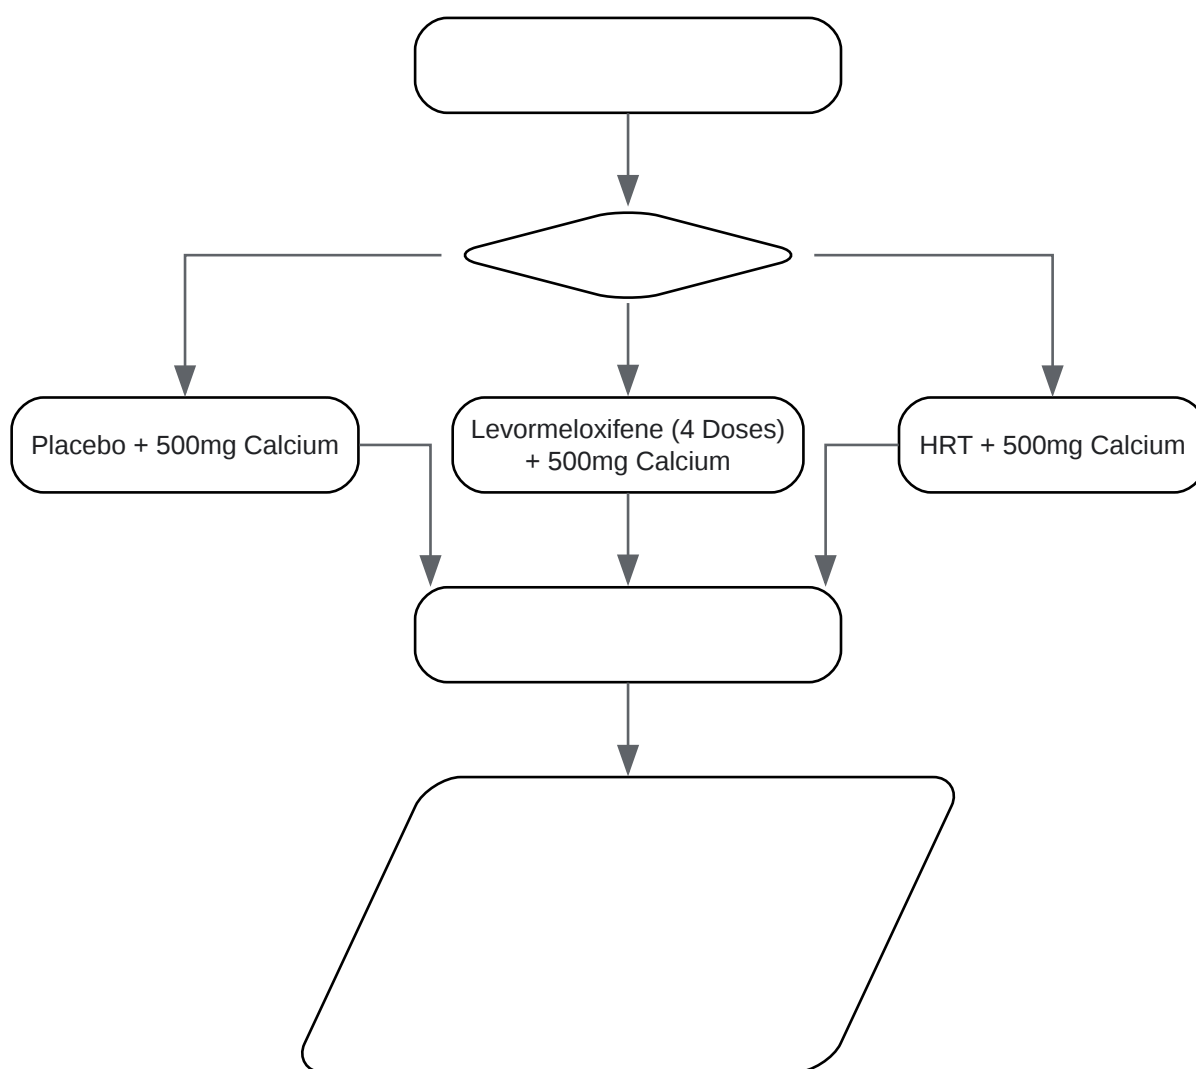 Placebo + 500mg Calcium
Levormeloxifene (4 Doses)
+ 500mg Calcium
HRT + 500mg Calcium